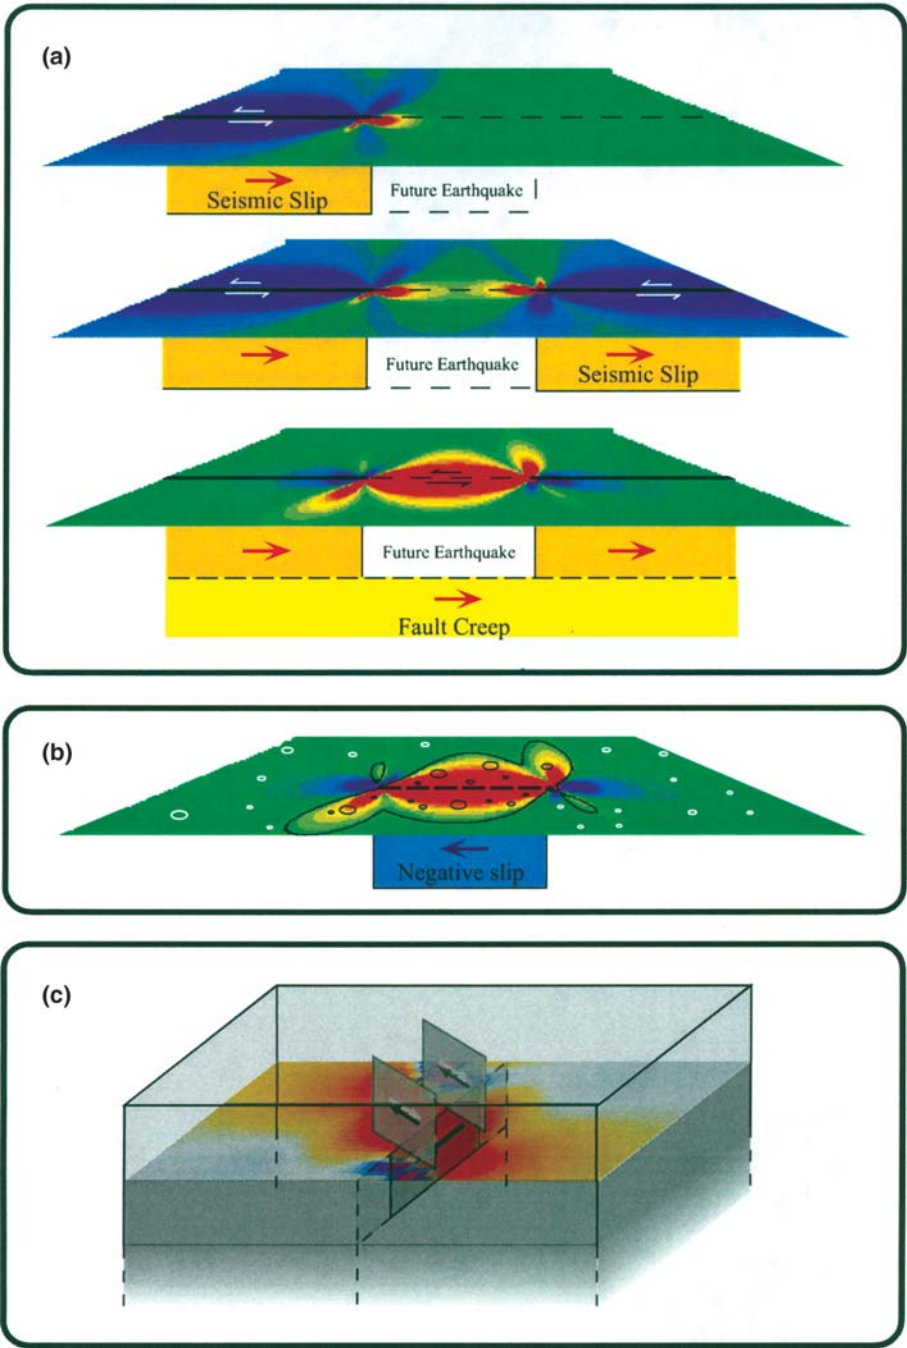 (a)
Seismic Slip
Future Earthquake
Future Earthquake
Seismic Slip
Future Earthquake
Fault Creep
(b)
Negative slip
(c)